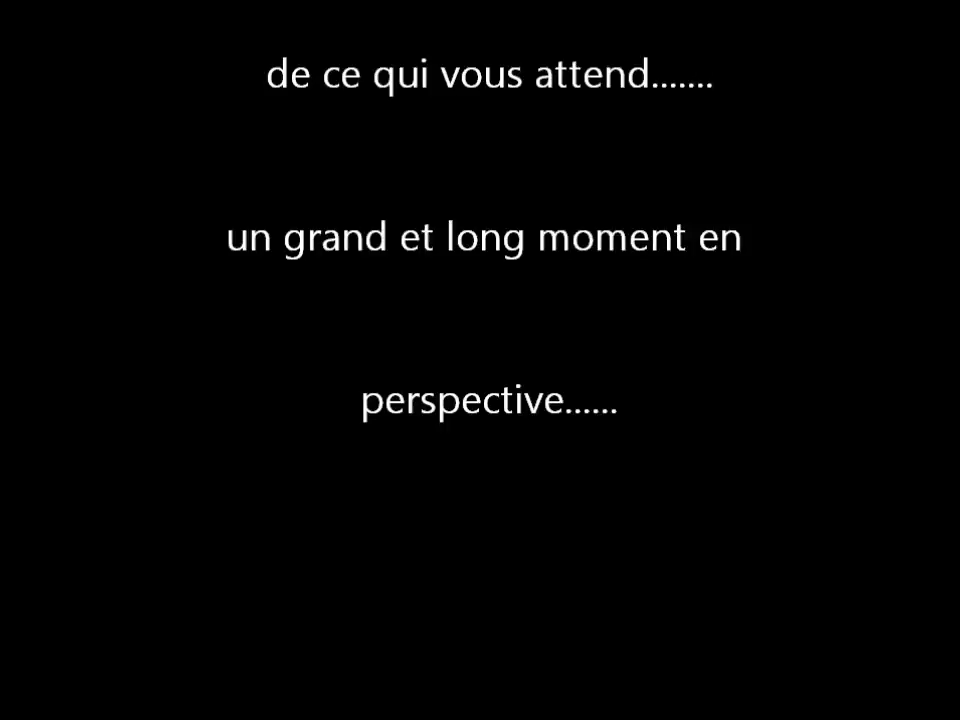 de ce qui vous attend.......
un grand et long moment en
perspective......